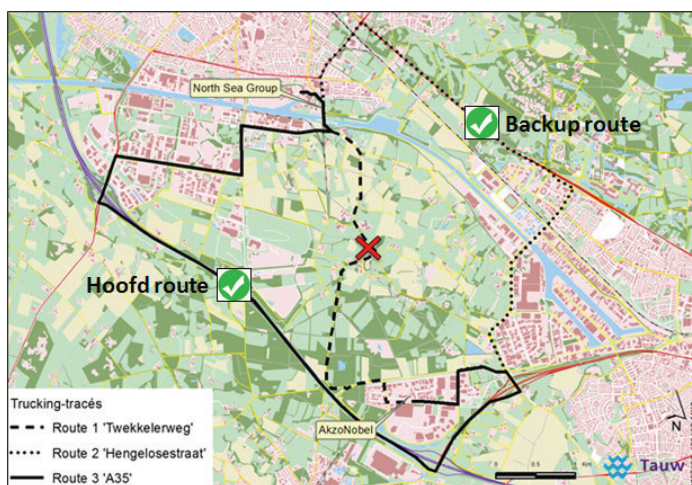 North Sea Group
Backup route
Hoofd route
AkzoNobel
Trucking-tracés
Route 1 'Twekkelerweg'
Route 2 'Hengelosestraat'
Route 3 'A35'
N
0 0.5 1 Km
Tauw